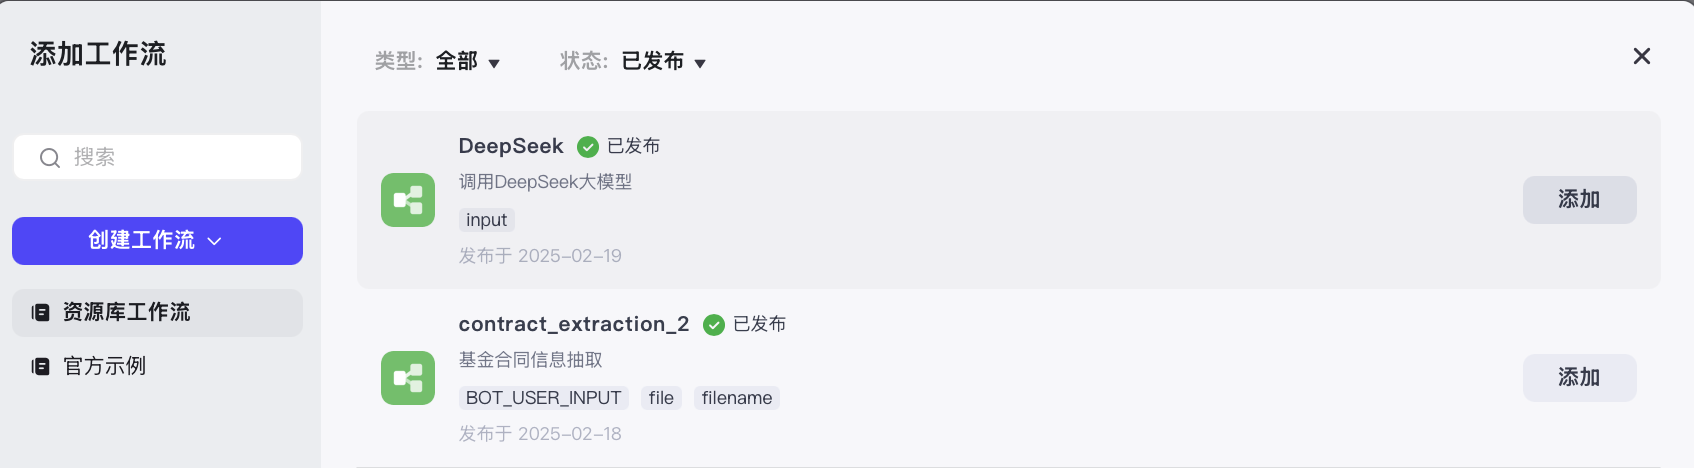 添加工作流
搜索
创建工作流
资源库工作流
官方示例
类型: 全部 状态: 已发布
DeepSeek 已发布
调用DeepSeek大模型
input
发布于 2025-02-19
添加
contract_extraction_2 已发布
基金合同信息抽取
BOT_USER_INPUT file filename
发布于 2025-02-18
添加